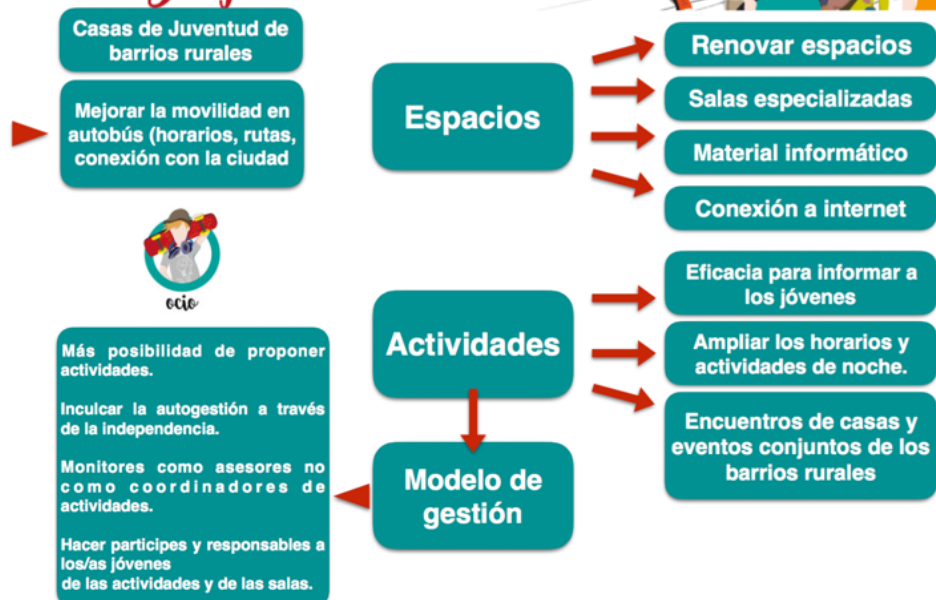 Casas de Juventud de
barrios rurales
Mejorar la movilidad en
autobús (horarios, rutas,
conexión con la ciudad
ocio
Más posibilidad de proponer
actividades.
Inculcar la autogestión a través
de la independencia.
Monitores como asesores no
como coordinadores de
actividades.
Hacer participes y responsables a
los/as jóvenes
de las actividades y de las salas.
Espacios
Renovar espacios
Salas especializadas
Material informático
Conexión a internet
Actividades
Eficacia para informar a
los jóvenes
Ampliar los horarios y
actividades de noche.
Encuentros de casas y
eventos conjuntos de los
barrios rurales
Modelo de
gestión